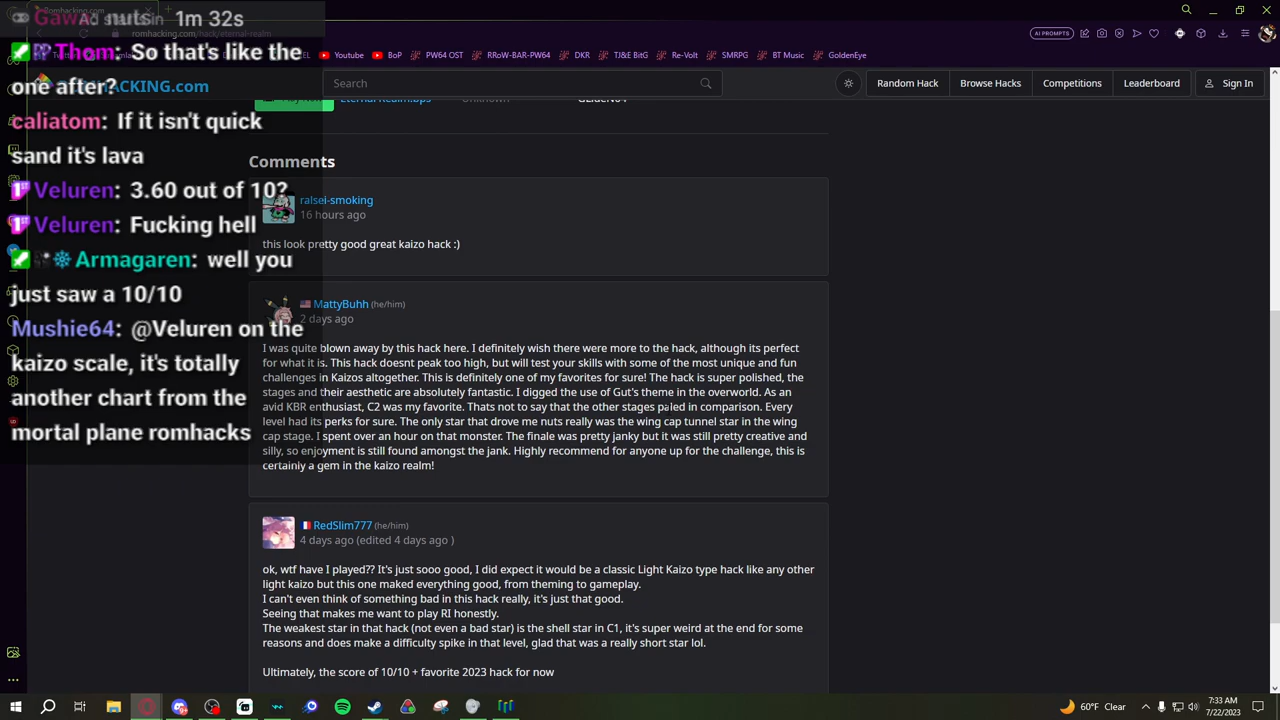 Gawa: nuts
Ad starts in 1m 32s
romhacking.com/hack/eternal-realm
AI PROMPTS
Youtube
BoP
PW64 OST
RRoW-BAR-PW64
DKR
TJ&E BitG
Re-Volt
SMRPG
BT Music
GoldenEye
HACKING.com
Search
Random Hack
Browse Hacks
Competitions
Leaderboard
Sign In
Thom: So that's like the
one after?
caliatom: If it isn't quick
sand it's lava
Veluren: 3.60 out of 10?
Veluren: Fucking hell
Armagaren: well you
just saw a 10/10
Mushie64: @Veluren on the
kaizo scale, it's totally
another chart from the
mortal plane romhacks
Comments
ralsei-smoking
16 hours ago
this look pretty good great kaizo hack :)
MattyBuhh (he/him)
2 days ago
I was quite blown away by this hack here. I definitely wish there were more to the hack, although its perfect
for what it is. This hack doesnt peak too high, but will test your skills with some of the most unique and fun
challenges in Kaizos altogether. This is definitely one of my favorites for sure! The hack is super polished, the
stages and their aesthetic are absolutely fantastic. I digged the use of Gut's theme in the overworld. As an
avid KBR enthusiast, C2 was my favorite. Thats not to say that the other stages paled in comparison. Every
level had its perks for sure. The only star that drove me nuts really was the wing cap tunnel star in the wing
cap stage. I spent over an hour on that monster. The finale was pretty janky but it was still pretty creative and
silly, so enjoyment is still found amongst the jank. Highly recommend for anyone up for the challenge, this is
certainly a gem in the kaizo realm!
RedSlim777 (he/him)
4 days ago (edited 4 days ago )
ok, wtf have I played?? It's just sooo good, I did expect it would be a classic Light Kaizo type hack like any other
light kaizo but this one maked everything good, from theming to gameplay.
I can't even think of something bad in this hack really, it's just that good.
Seeing that makes me want to play RI honestly.
The weakest star in that hack (not even a bad star) is the shell star in C1, it's super weird at the end for some
reasons and does make a difficulty spike in that level, glad that was a really short star lol.
Ultimately, the score of 10/10 + favorite 2023 hack for now
60°F Clear
7:33 AM
7/22/2023